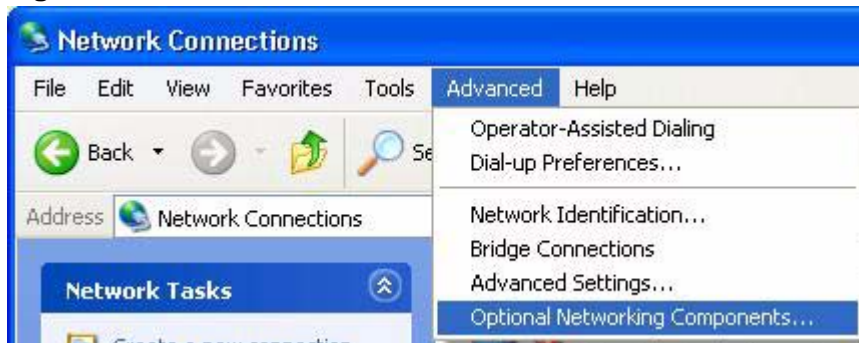 Network Connections
File Edit View Favorites Tools Advanced Help
Back
Operator-Assisted Dialing
Dial-up Preferences...
Address Network Connections
Network Identification...
Bridge Connections
Advanced Settings...
Network Tasks
Optional Networking Components...